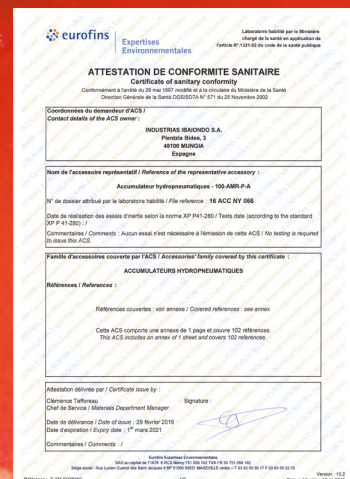 eurofins
Expertises
Environnementales
Laboratoire habilité par le Ministère
chargé de la santé en application de
l'article R*.1321-52 du code de la santé publique
ATTESTATION DE CONFORMITE SANITAIRE
Certificate of sanitary conformity
Conformément à l'arrêté du 29 mai 1997 modifié et à la circulaire du Ministère de la Santé
Direction Générale de la Santé DGS/SD7A N° 571 du 25 Novembre 2002
Coordonnées du demandeur d'ACS /
Contact details of the ACS owner :
INDUSTRIAS IBAIONDO S.A.
Plentzia Bidea, 3
48100 MUNGIA
Espagne
Nom de l'accessoire représentatif / Reference of the representative accessory :
Accumulateur hydropneumatiques - 100-AMR-P-A
N° de dossier attribué par le laboratoire habilité / File reference : 16 ACC NY 066
Date de réalisation des essais d'inertie selon la norme XP P41-280 / Tests date (according to the standard
XP P 41-280) : /
Commentaires / Comments : Aucun essai n'est nécessaire à l'émission de cette ACS / No testing is required
to issue this ACS.
Famille d'accessoires couverte par l'ACS / Accessories' family covered by this certificate :
ACCUMULATEURS HYDROPNEUMATIQUES
Références / References :
Références couvertes : voir annexe / Covered references : see annex
Cette ACS comporte une annexe de 1 page et couvre 102 références.
This ACS includes an annex of 1 sheet and covers 102 references.
Attestation délivrée par / Certificate issue by :
Clémence Tafforeau Signature :
Chef de Service / Materials Department Manager
Date de délivrance / Date of issue : 29 février 2016
Date d'expiration / Expiry date : 1er mars 2021
Commentaires / Comments : /
Eurofins Expertises Environnementales
Version : 13.2